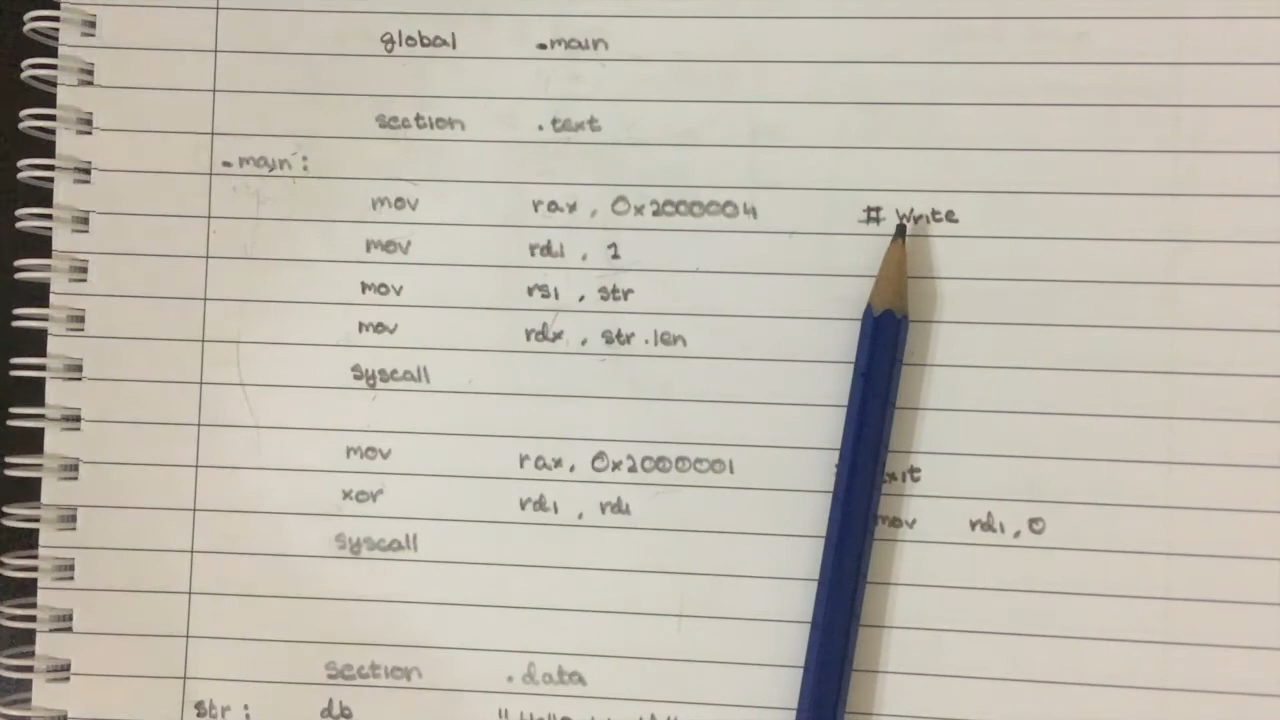 global _main
section .text
_main:
mov rax, 0x2000004 # Write
mov rdi, 1
mov rsi, str
mov rdx, str.len
syscall
mov rax, 0x2000001
xor rdi, rdi mov rdi, 0
syscall
section .data
str: db